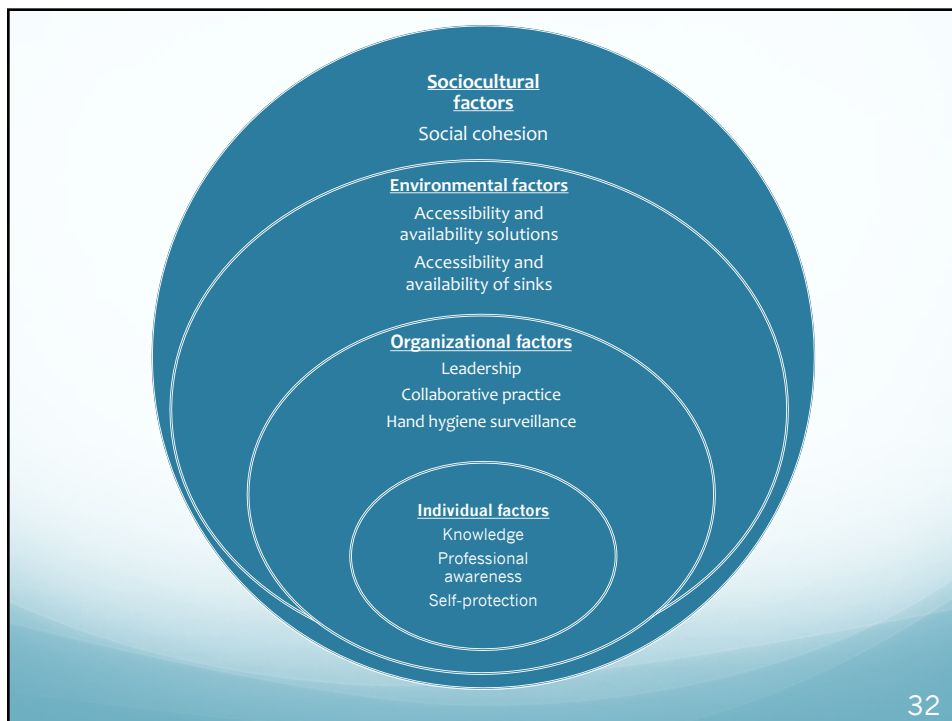 Sociocultural
factors
Social cohesion
Environmental factors
Accessibility and
availability solutions
Accessibility and
availability of sinks
Organizational factors
Leadership
Collaborative practice
Hand hygiene surveillance
Individual factors
Knowledge
Professional
awareness
Self-protection
32